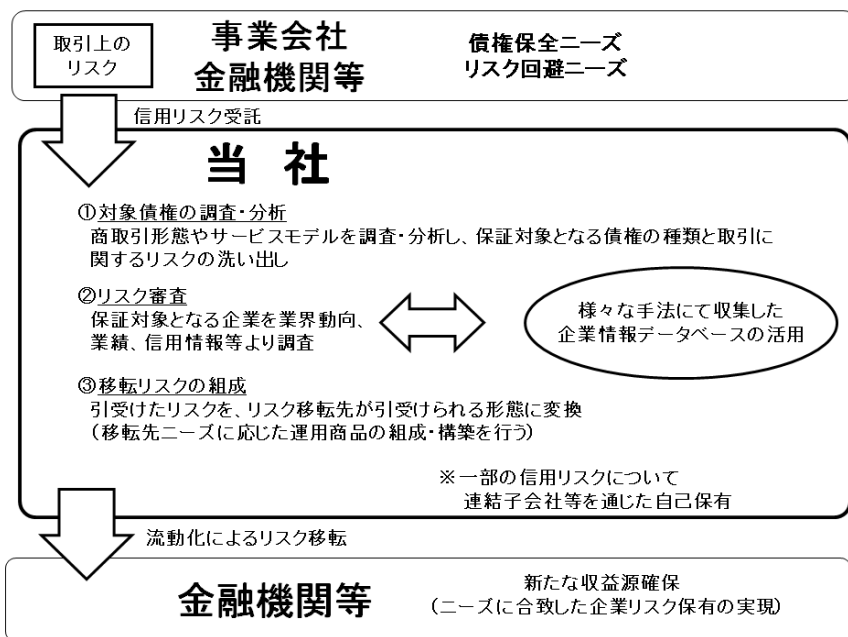 取引上の
リスク
事業会社
金融機関等
債権保全ニーズ
リスク回避ニーズ
信用リスク受託
当 社
①対象債権の調査・分析
商取引形態やサービスモデルを調査・分析し、保証対象となる債権の種類と取引に
関するリスクの洗い出し
②リスク審査
保証対象となる企業を業界動向、
業績、信用情報等より調査
様々な手法にて収集した
企業情報データベースの活用
③移転リスクの組成
引受けたリスクを、リスク移転先が引受けられる形態に変換
（移転先ニーズに応じた運用商品の組成・構築を行う）
※一部の信用リスクについて
連結子会社等を通じた自己保有
流動化によるリスク移転
金融機関等
新たな収益源確保
（ニーズに合致した企業リスク保有の実現）